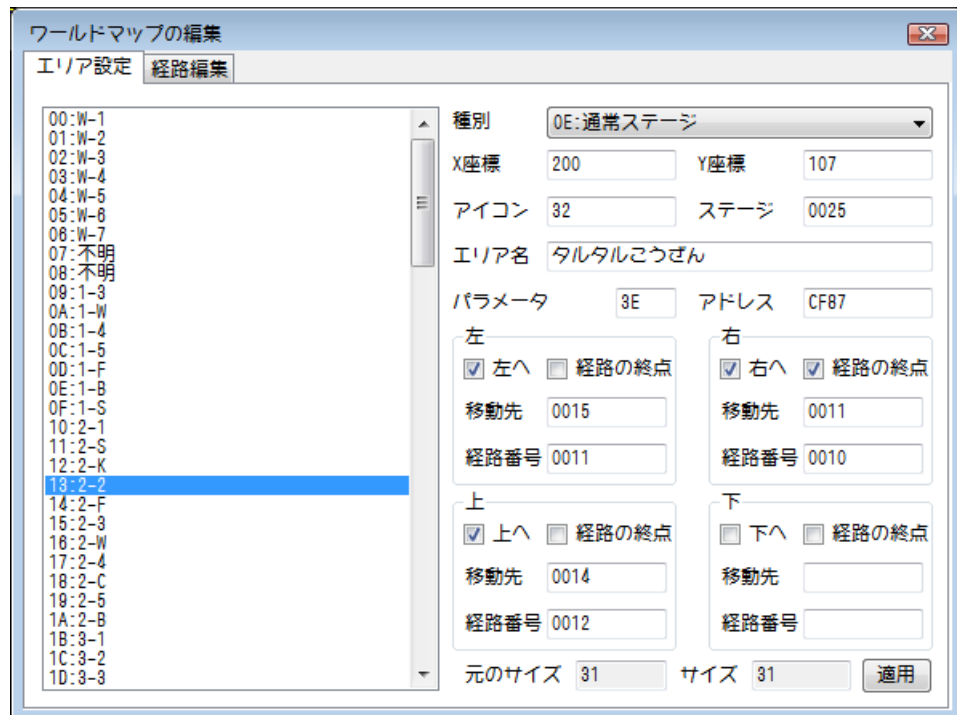 ワールドマップの編集
エリア設定 経路編集
00:W-1
01:W-2
02:W-3
03:W-4
04:W-5
05:W-6
06:W-7
07:不明
08:不明
09:1-3
0A:1-W
0B:1-4
0C:1-5
0D:1-F
0E:1-B
0F:1-S
10:2-1
11:2-S
12:2-K
13:2-2
14:2-F
15:2-3
16:2-W
17:2-4
18:2-C
19:2-5
1A:2-B
1B:3-1
1C:3-2
1D:3-3
種別 0E:通常ステージ
X座標 200 Y座標 107
アイコン 32 ステージ 0025
エリア名 タルタルこうざん
パラメータ 3E アドレス CF87
左
左へ 経路の終点
移動先 0015
経路番号 0011
右
右へ 経路の終点
移動先 0011
経路番号 0010
上
上へ 経路の終点
移動先 0014
経路番号 0012
下
下へ 経路の終点
移動先
経路番号
元のサイズ 31 サイズ 31 適用